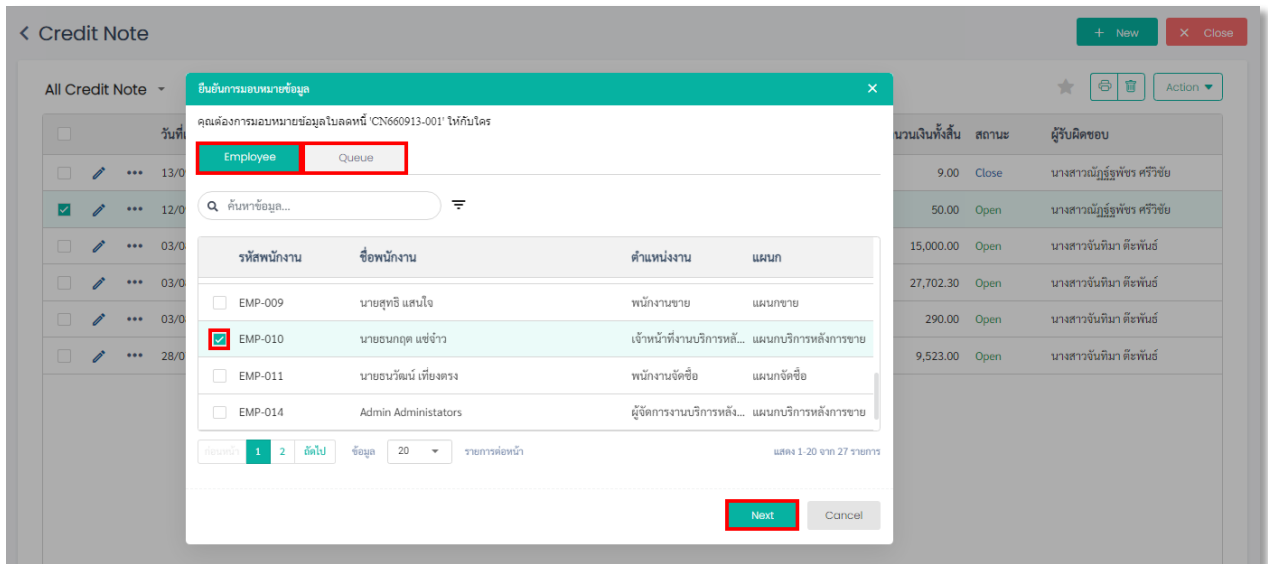 Credit Note
+ New
× Close
All Credit Note
Action
ยืนยันการมอบหมายข้อมูล
คุณต้องการมอบหมายข้อมูลใบลดหนี้ 'CN660913-001' ให้กับใคร
Employee Queue
ค้นหาข้อมูล...
รหัสพนักงาน ชื่อพนักงาน ตำแหน่งงาน แผนก
EMP-009 นายสุทธิ แสนใจ พนักงานขาย แผนกขาย
EMP-010 นายธนกฤต แซ่จ๋าว เจ้าหน้าที่งานบริการหลั... แผนกบริการหลังการขาย
EMP-011 นายธนวัฒน์ เที่ยงตรง พนักงานจัดซื้อ แผนกจัดซื้อ
EMP-014 Admin Administators ผู้จัดการงานบริการหลัง... แผนกบริการหลังการขาย
ก่อนหน้า 1 2 ถัดไป ข้อมูล 20 รายการต่อหน้า แสดง 1-20 จาก 27 รายการ
Next Cancel
สถานะ ผู้รับผิดชอบ
13/0 9.00 Close นางสาวณัฏฐ์ฐพัชร ศรีวิชัย
12/0 50.00 Open นางสาวณัฏฐ์ฐพัชร ศรีวิชัย
03/0 15,000.00 Open นางสาวจันทิมา ต๊ะพันธ์
03/0 27,702.30 Open นางสาวจันทิมา ต๊ะพันธ์
03/0 290.00 Open นางสาวจันทิมา ต๊ะพันธ์
28/0 9,523.00 Open นางสาวจันทิมา ต๊ะพันธ์